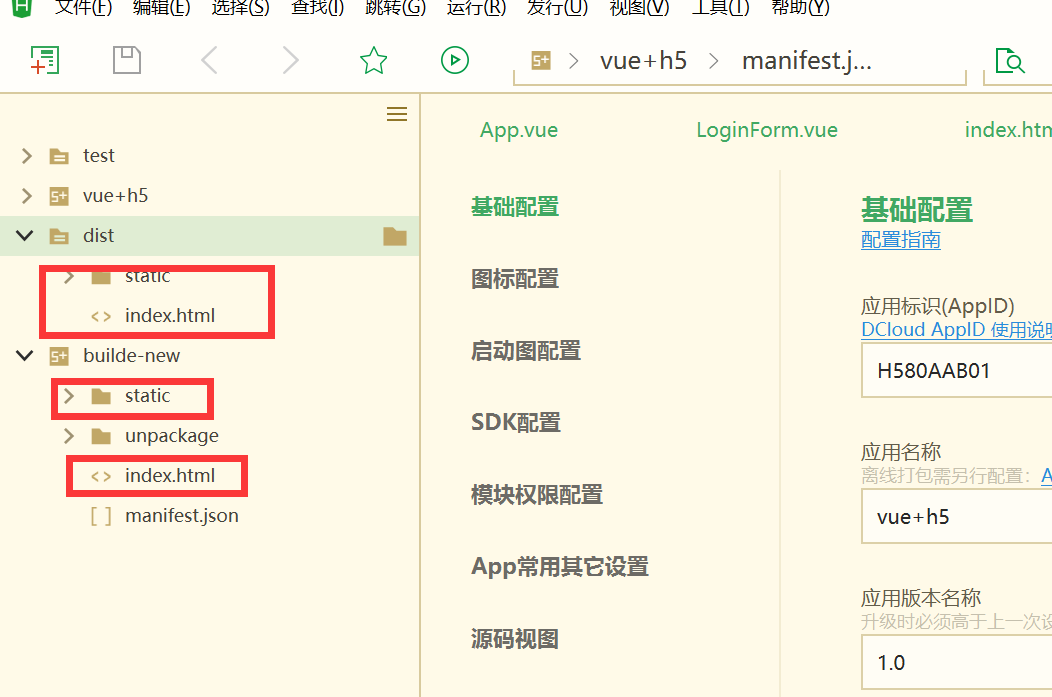 文件(F) 编辑(E) 选择(S) 查找(I) 跳转(G) 运行(R) 发行(U) 视图(V) 工具(T) 帮助(Y)
vue+h5 manifest.j...
App.vue LoginForm.vue index.htm
test
vue+h5
dist
static
index.html
builde-new
static
unpackage
index.html
manifest.json
基础配置
图标配置
启动图配置
SDK配置
模块权限配置
App常用其它设置
源码视图
基础配置
配置指南
应用标识(AppID)
DCloud AppID 使用说明
H580AAB01
应用名称
离线打包需另行配置：A
vue+h5
应用版本名称
升级时必须高于上一次设
1.0